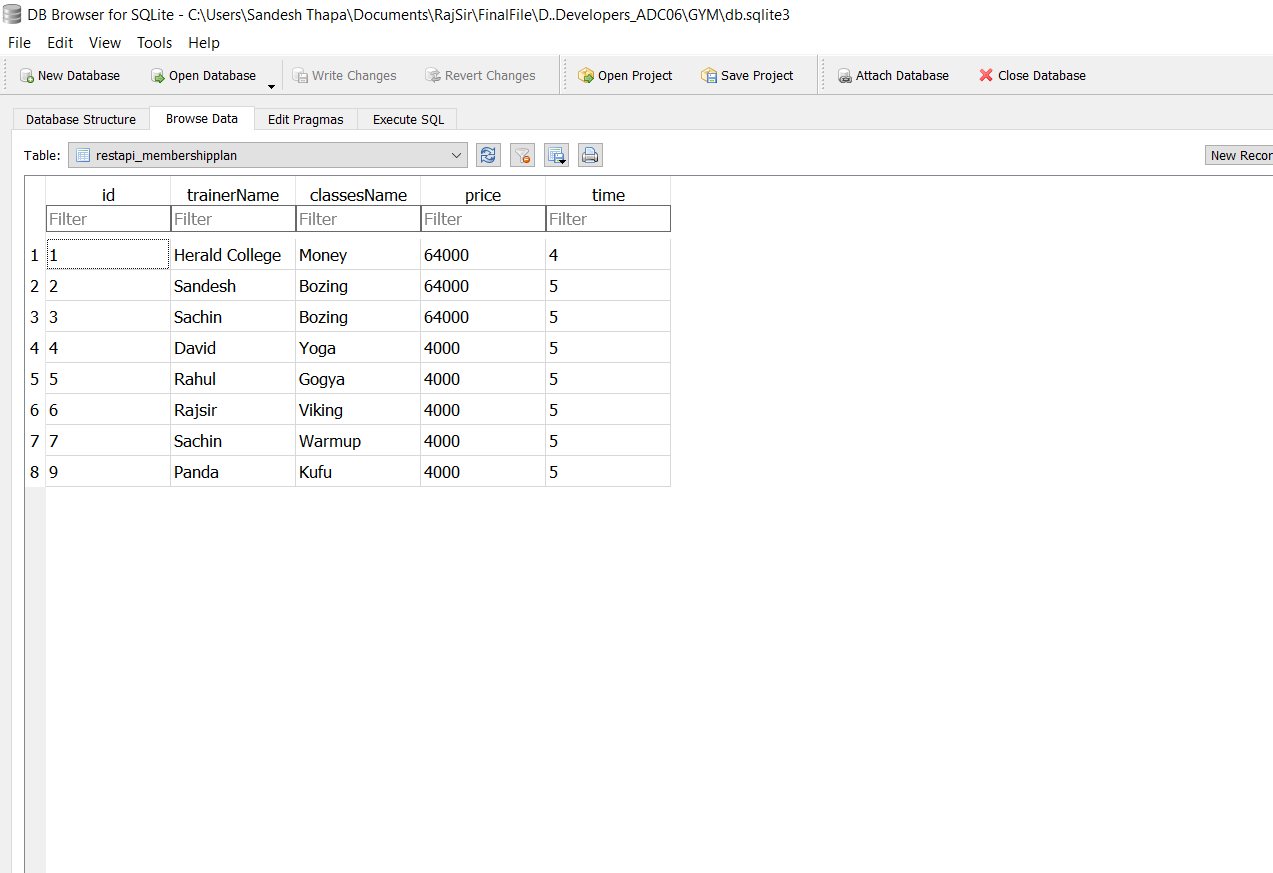 DB Browser for SQLite - C:\Users\Sandesh Thapa\Documents\RajSir\FinalFile\D..Developers_ADC06\GYM\db.sqlite3
File Edit View Tools Help
New Database Open Database Write Changes Revert Changes Open Project Save Project Attach Database Close Database
Database Structure Browse Data Edit Pragmas Execute SQL
Table: restapi_membershipplan New Recor
id trainerName classesName price time
Filter Filter Filter Filter Filter
1 1 Herald College Money 64000 4
2 2 Sandesh Bozing 64000 5
3 3 Sachin Bozing 64000 5
4 4 David Yoga 4000 5
5 5 Rahul Gogya 4000 5
6 6 Rajsir Viking 4000 5
7 7 Sachin Warmup 4000 5
8 9 Panda Kufu 4000 5